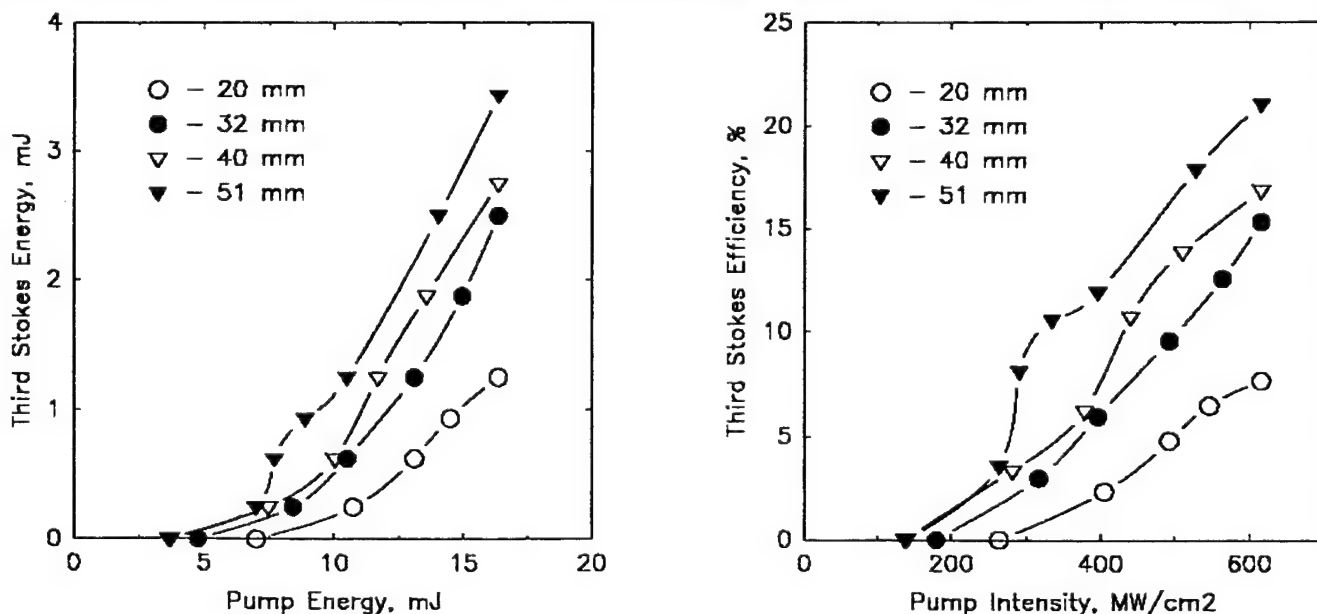 4
3
2
1
0
Third Stokes Energy, mJ
○ – 20 mm
● – 32 mm
▽ – 40 mm
▼ – 51 mm
0 5 10 15 20
Pump Energy, mJ
25
20
15
10
5
0
Third Stokes Efficiency, %
○ – 20 mm
● – 32 mm
▽ – 40 mm
▼ – 51 mm
0 200 400 600
Pump Intensity, MW/cm2